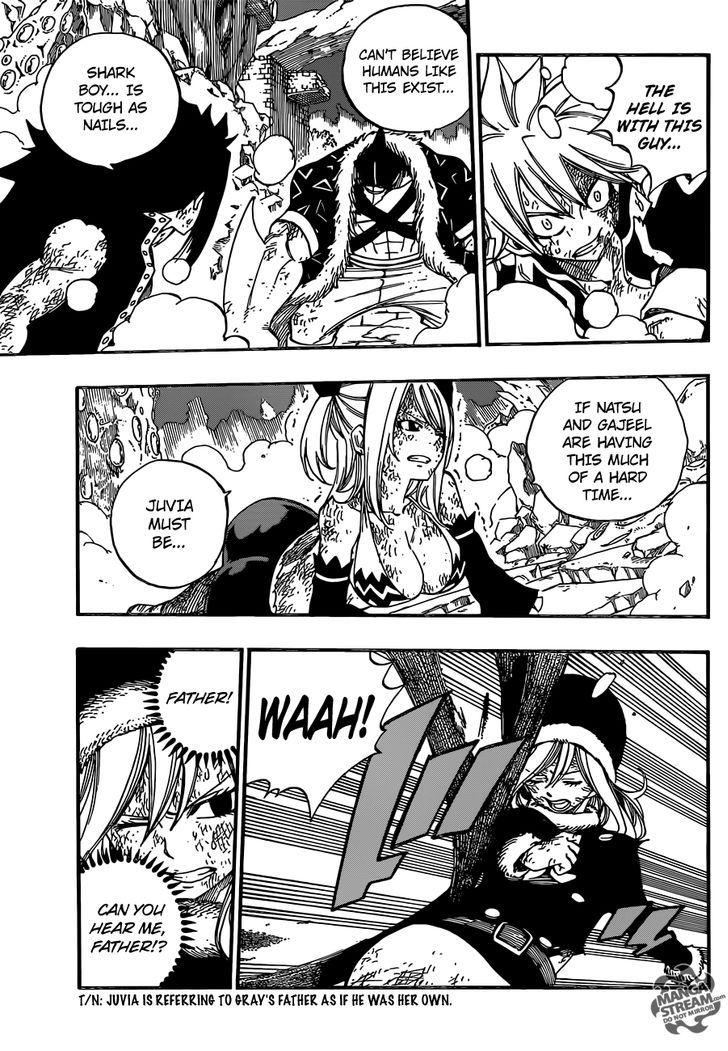 THE
HELL IS
WITH THIS
GUY...
CAN'T BELIEVE
HUMANS LIKE
THIS EXIST...
SHARK
BOY... IS
TOUGH AS
NAILS...
IF NATSU
AND GAJEEL
ARE HAVING
THIS MUCH
OF A HARD
TIME...
JUVIA
MUST
BE...
WAAH!
FATHER!
CAN YOU
HEAR ME,
FATHER!?
T/N: JUVIA IS REFERRING TO GRAY'S FATHER AS IF HE WAS HER OWN.
MANGA
STREAM.COM
DO NOT MIRROR